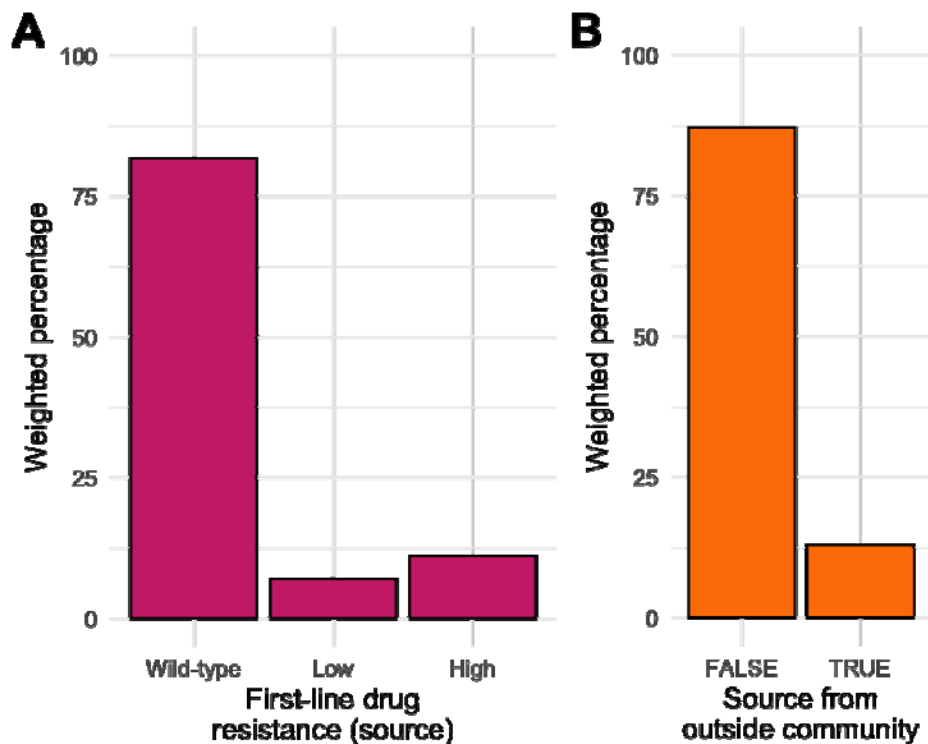 A
100
75
50
25
0
Weighted percentage
Wild-type Low High
First-line drug
resistance (source)
B
100
75
50
25
0
Weighted percentage
FALSE TRUE
Source from
outside community